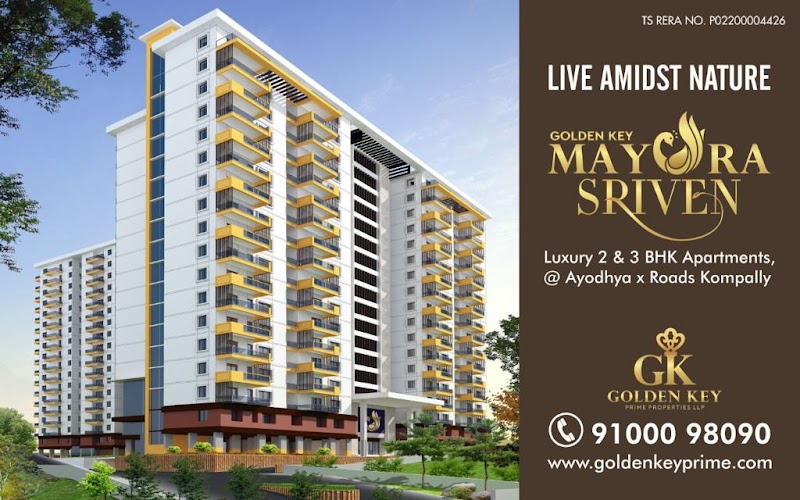 TS RERA NO. P02200004426
LIVE AMIDST NATURE
GOLDEN KEY
MAYURA
SRIVEN
Luxury 2 & 3 BHK Apartments,
@ Ayodhya x Roads Kompally
GK
GOLDEN KEY
PRIME PROPERTIES LLP
91000 98090
www.goldenkeyprime.com